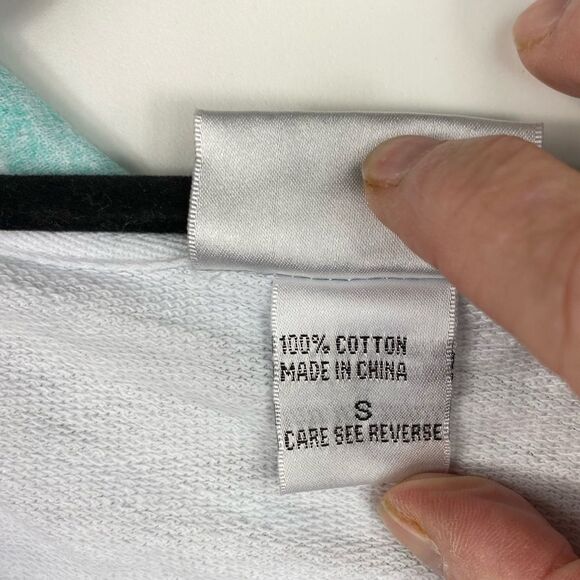 100% COTTON
MADE IN CHINA
S
CARE SEE REVERSE